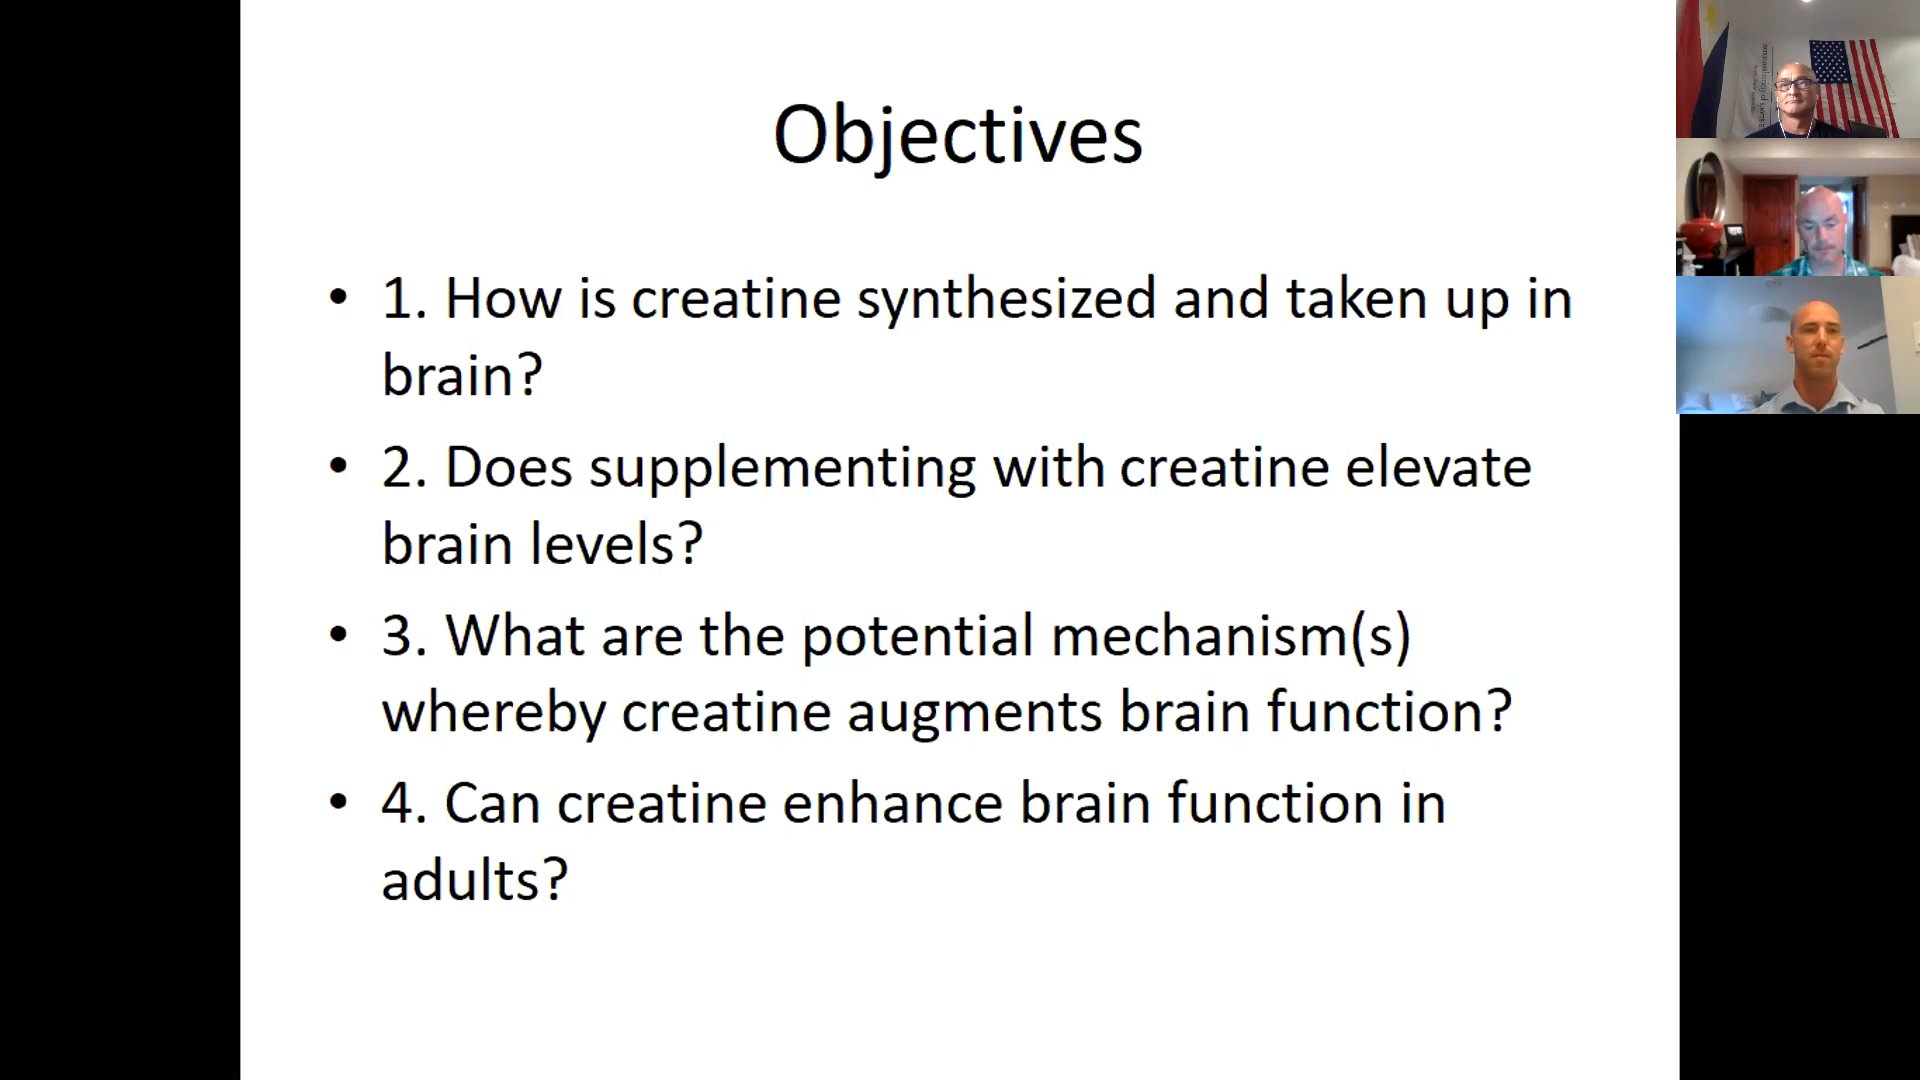 Objectives
• 1. How is creatine synthesized and taken up in
brain?
• 2. Does supplementing with creatine elevate
brain levels?
• 3. What are the potential mechanism(s)
whereby creatine augments brain function?
• 4. Can creatine enhance brain function in
adults?